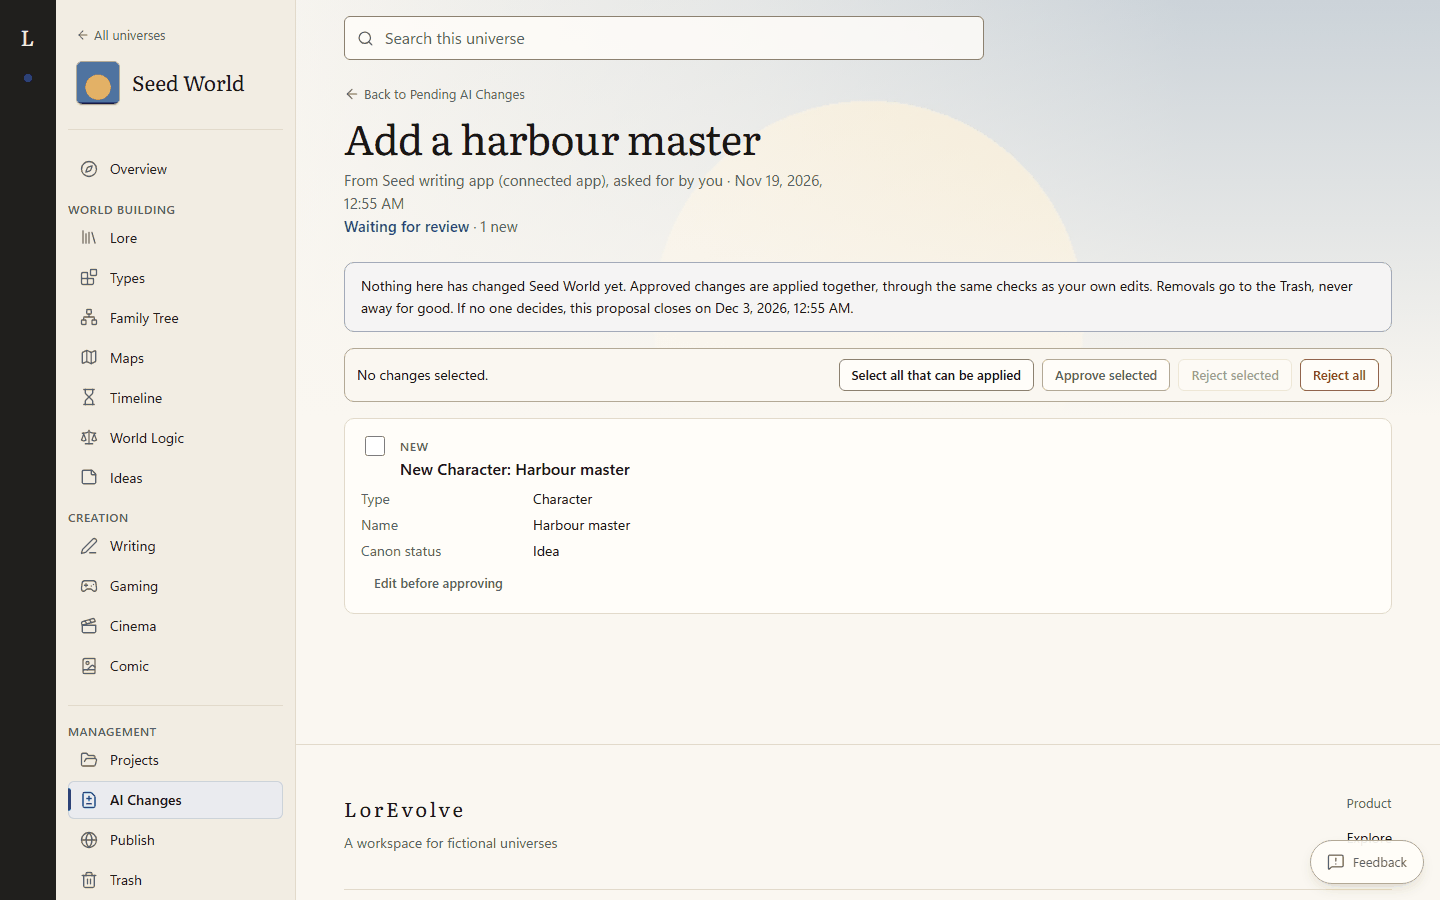 L
All universes
Seed World
Overview
WORLD BUILDING
Lore
Types
Family Tree
Maps
Timeline
World Logic
Ideas
CREATION
Writing
Gaming
Cinema
Comic
MANAGEMENT
Projects
AI Changes
Publish
Trash
Search this universe
Back to Pending AI Changes
Add a harbour master
From Seed writing app (connected app), asked for by you · Nov 19, 2026,
12:55 AM
Waiting for review · 1 new
Nothing here has changed Seed World yet. Approved changes are applied together, through the same checks as your own edits. Removals go to the Trash, never
away for good. If no one decides, this proposal closes on Dec 3, 2026, 12:55 AM.
No changes selected.
Select all that can be applied
Approve selected
Reject selected
Reject all
NEW
New Character: Harbour master
Type Character
Name Harbour master
Canon status Idea
Edit before approving
LorEvolve
A workspace for fictional universes
Product
Explore
Feedback